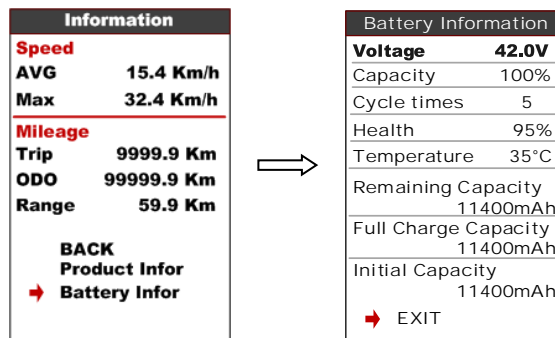 Information
Speed
AVG 15.4 Km/h
Max 32.4 Km/h
Mileage
Trip 9999.9 Km
ODO 99999.9 Km
Range 59.9 Km
BACK
Product Infor
Battery Infor
Battery Information
Voltage 42.0V
Capacity 100%
Cycle times 5
Health 95%
Temperature 35°C
Remaining Capacity
11400mAh
Full Charge Capacity
11400mAh
Initial Capacity
11400mAh
EXIT